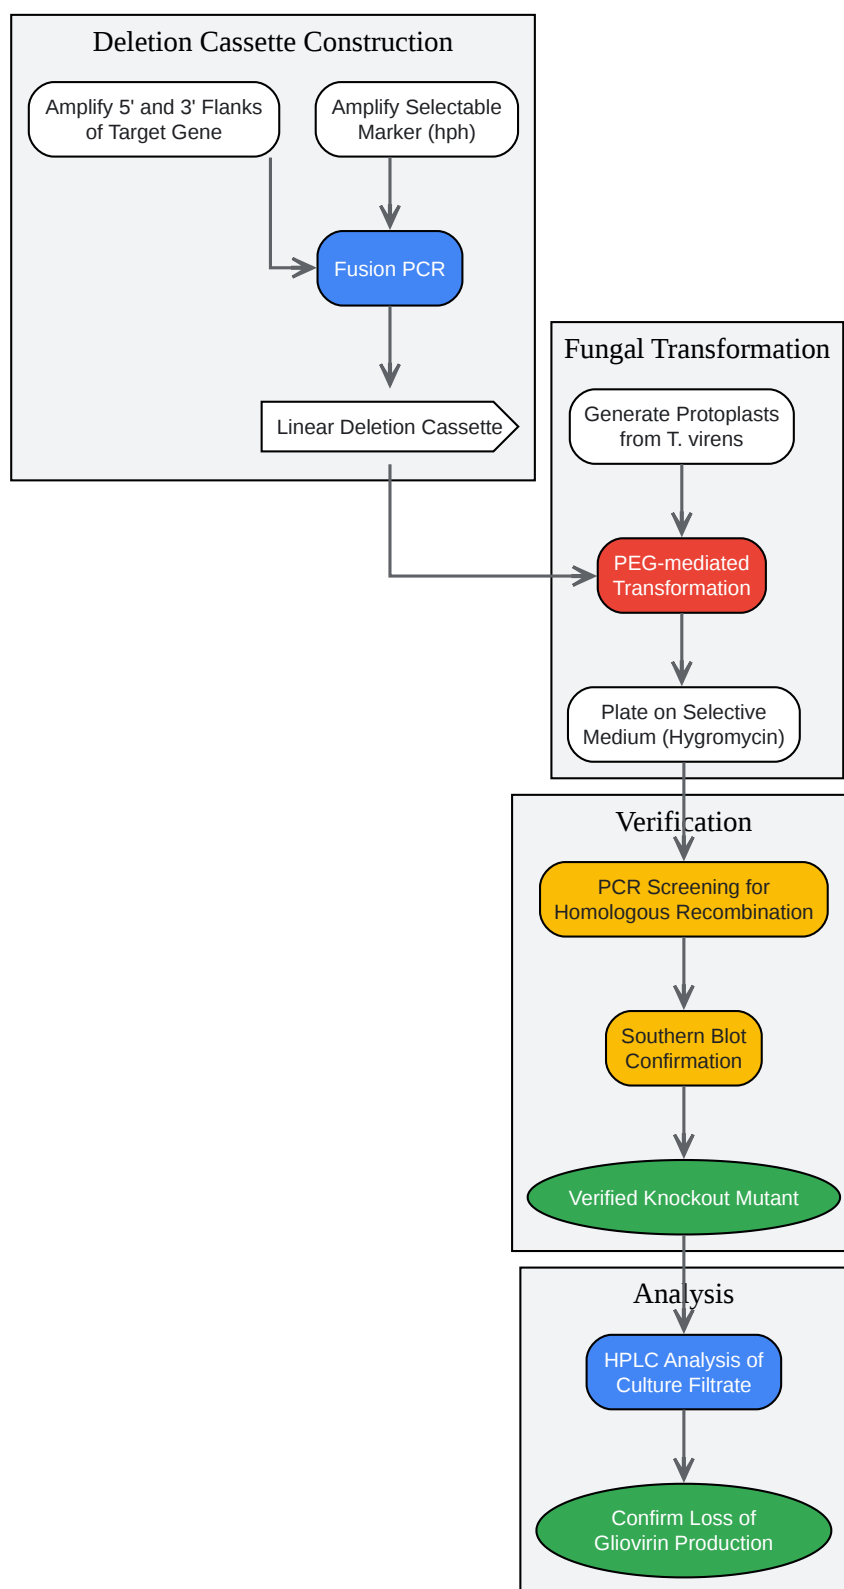 Deletion Cassette Construction
Amplify 5' and 3' Flanks
of Target Gene
Amplify Selectable
Marker (hph)
Fusion PCR
Linear Deletion Cassette
Fungal Transformation
Generate Protoplasts
from T. virens
PEG-mediated
Transformation
Plate on Selective
Medium (Hygromycin)
Verification
PCR Screening for
Homologous Recombination
Southern Blot
Confirmation
Verified Knockout Mutant
Analysis
HPLC Analysis of
Culture Filtrate
Confirm Loss of
Gliovirin Production